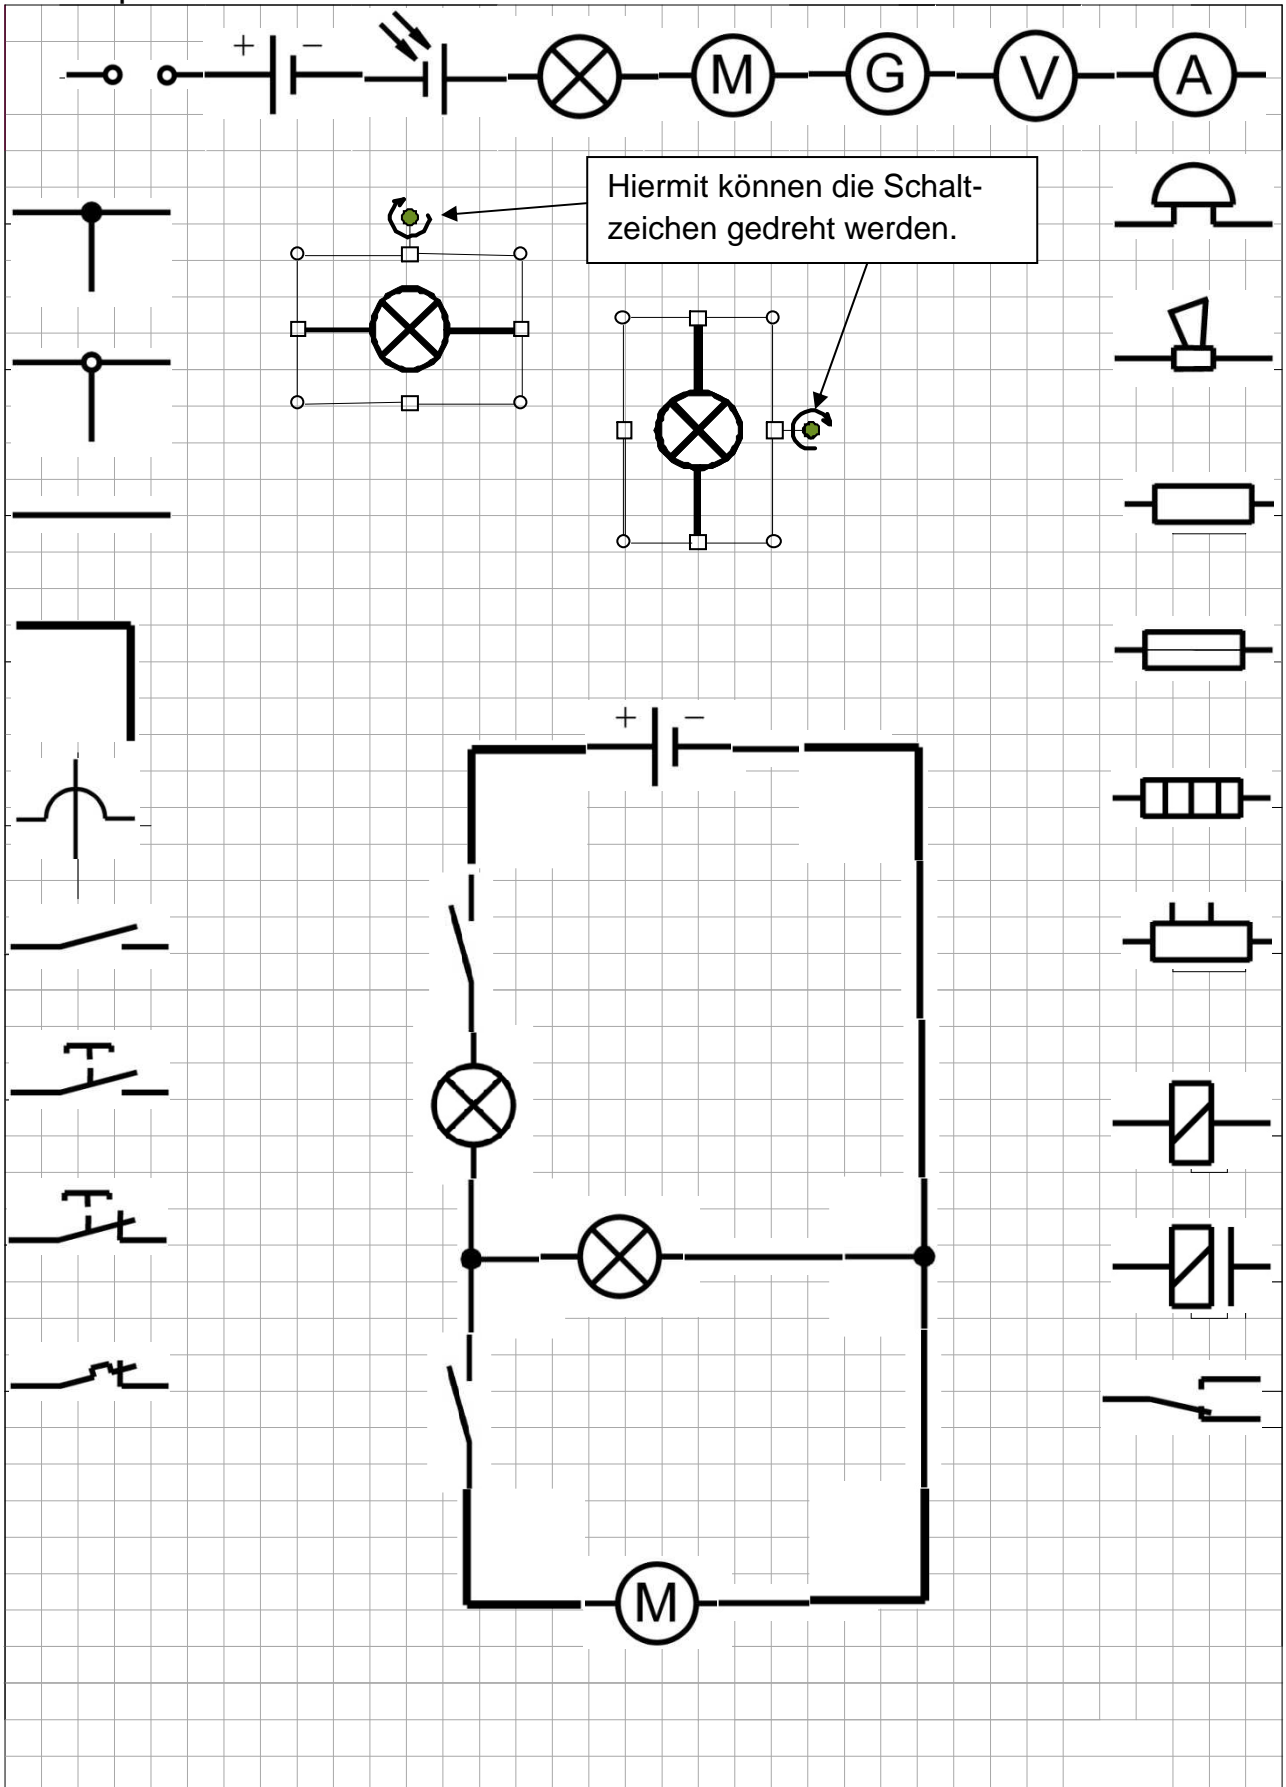 + −
M G V A
Hiermit können die Schalt-
zeichen gedreht werden.
+ −
M